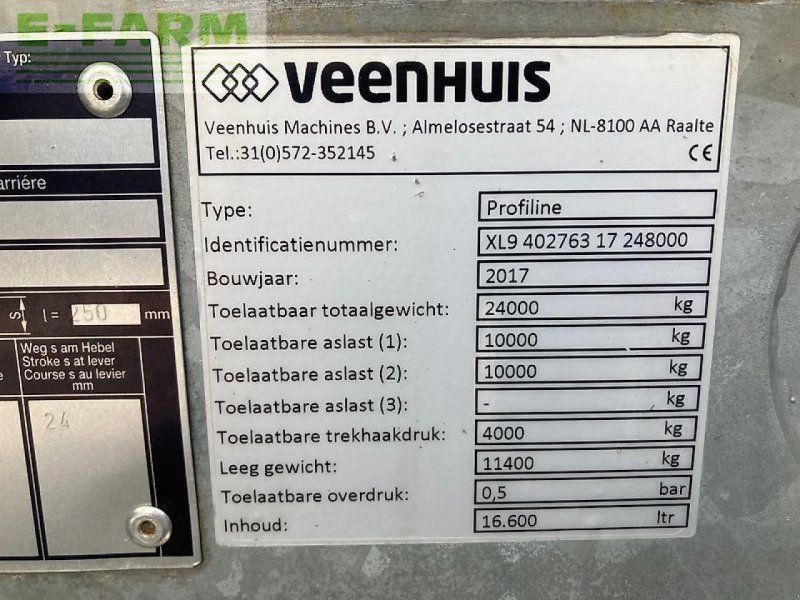 E-FARM
Typ:
arriére
s l = 250 mm
Weg s am Hebel
Stroke s at lever
Course s au levier
mm
e
24
veenhuis
Veenhuis Machines B.V. ; Almelosestraat 54 ; NL-8100 AA Raalte
Tel.:31(0)572-352145 CE
Type: Profiline
Identificatienummer: XL9 402763 17 248000
Bouwjaar: 2017
Toelaatbaar totaalgewicht: 24000 kg
Toelaatbare aslast (1): 10000 kg
Toelaatbare aslast (2): 10000 kg
Toelaatbare aslast (3): - kg
Toelaatbare trekhaakdruk: 4000 kg
Leeg gewicht: 11400 kg
Toelaatbare overdruk: 0,5 bar
Inhoud: 16.600 ltr